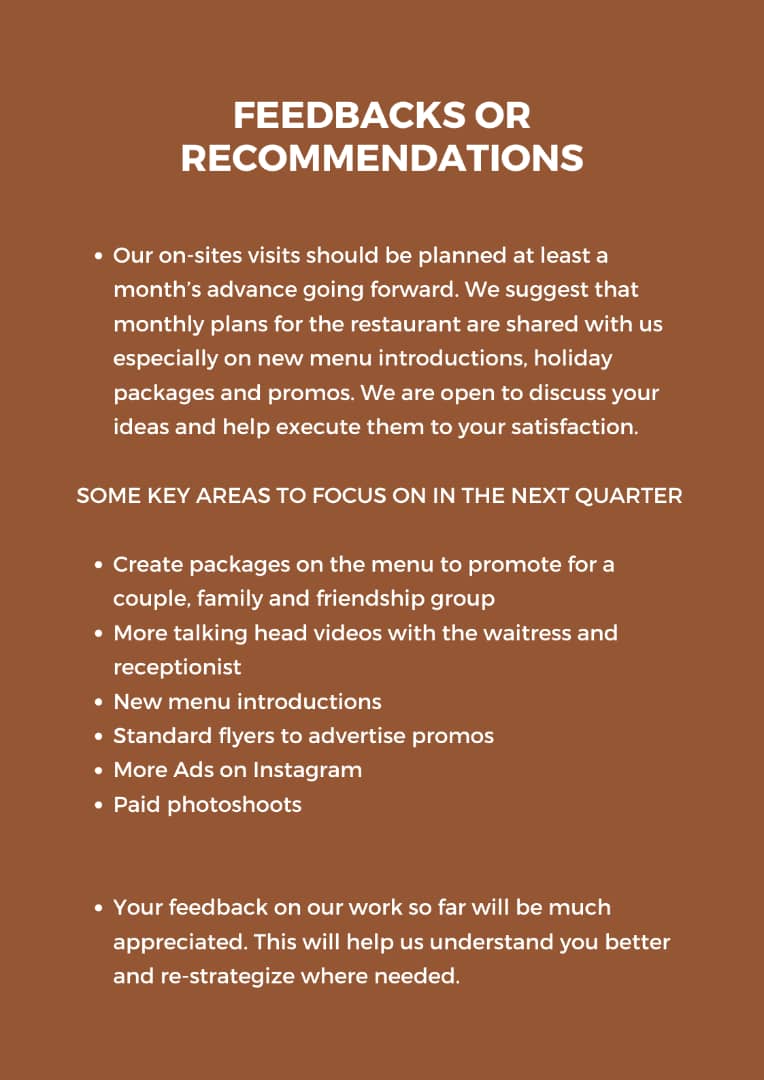 FEEDBACKS OR
RECOMMENDATIONS
• Our on-sites visits should be planned at least a
month’s advance going forward. We suggest that
monthly plans for the restaurant are shared with us
especially on new menu introductions, holiday
packages and promos. We are open to discuss your
ideas and help execute them to your satisfaction.
SOME KEY AREAS TO FOCUS ON IN THE NEXT QUARTER
• Create packages on the menu to promote for a
couple, family and friendship group
• More talking head videos with the waitress and
receptionist
• New menu introductions
• Standard flyers to advertise promos
• More Ads on Instagram
• Paid photoshoots
• Your feedback on our work so far will be much
appreciated. This will help us understand you better
and re-strategize where needed.